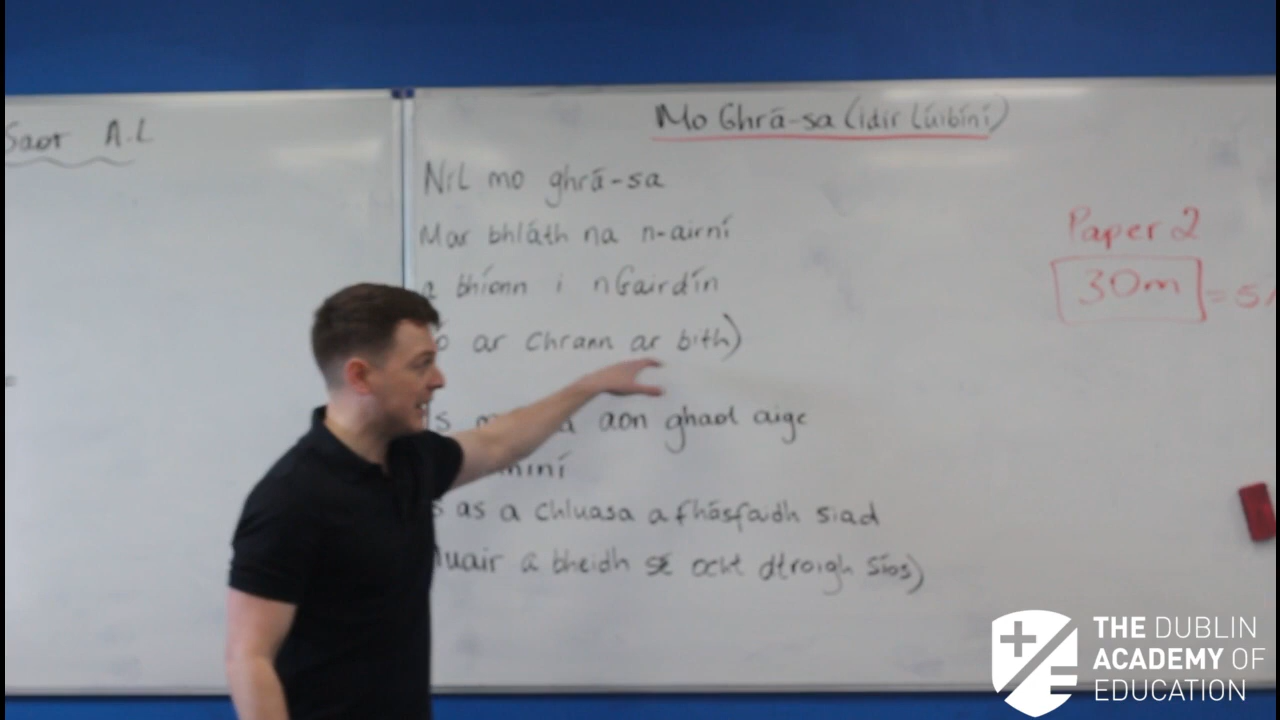 Saor A.L
Mo Ghrá-sa (idir lúibíní)
Níl mo ghrá-sa
Mar bhláth na n-airní
a bhíonn i nGairdín
ar chrann ar bith)
aon ghaol aige
as a chluasa a fhásfaidh siad
a bheidh sé ocht dtroigh síos)
Paper 2
30m =
THE DUBLIN
ACADEMY OF
EDUCATION